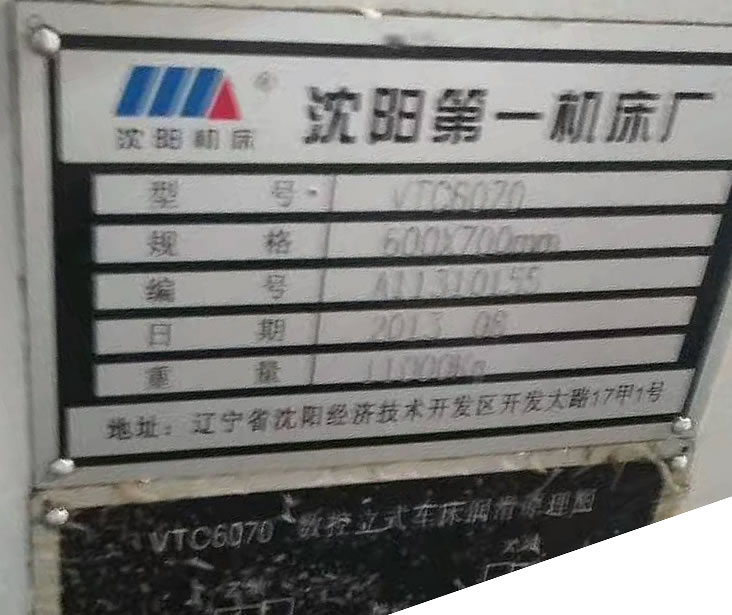 沈阳机床
®
沈阳第一机床厂
型 号 VTC6070
规 格 600X700mm
编 号 A11310155
日 期 2013 08
重 量 11000Kg
地址：辽宁省沈阳经济技术开发区开发大路17甲1号
VTC6070 数控立式车床润滑原理图